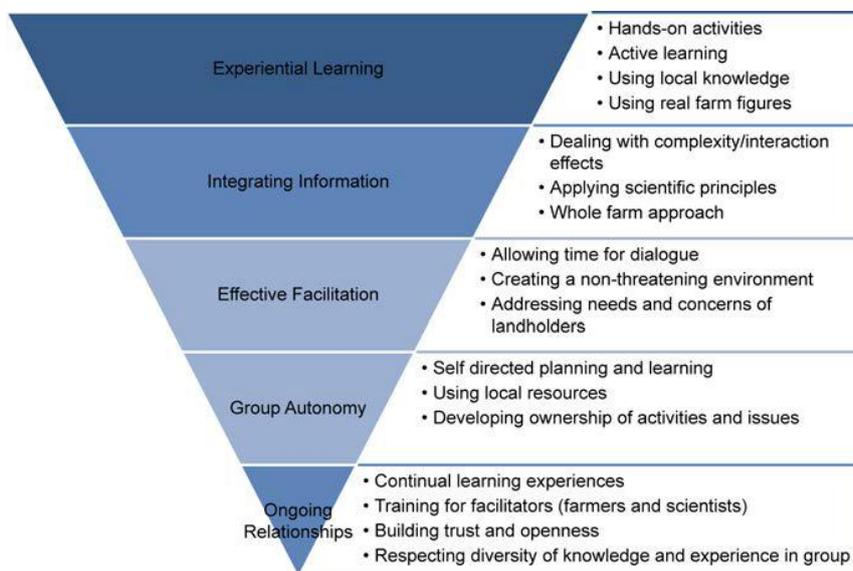 Experiential Learning
• Hands-on activities
• Active learning
• Using local knowledge
• Using real farm figures
Integrating Information
• Dealing with complexity/interaction
effects
• Applying scientific principles
• Whole farm approach
Effective Facilitation
• Allowing time for dialogue
• Creating a non-threatening environment
• Addressing needs and concerns of
landholders
Group Autonomy
• Self directed planning and learning
• Using local resources
• Developing ownership of activities and issues
Ongoing
Relationships
• Continual learning experiences
• Training for facilitators (farmers and scientists)
• Building trust and openness
• Respecting diversity of knowledge and experience in group